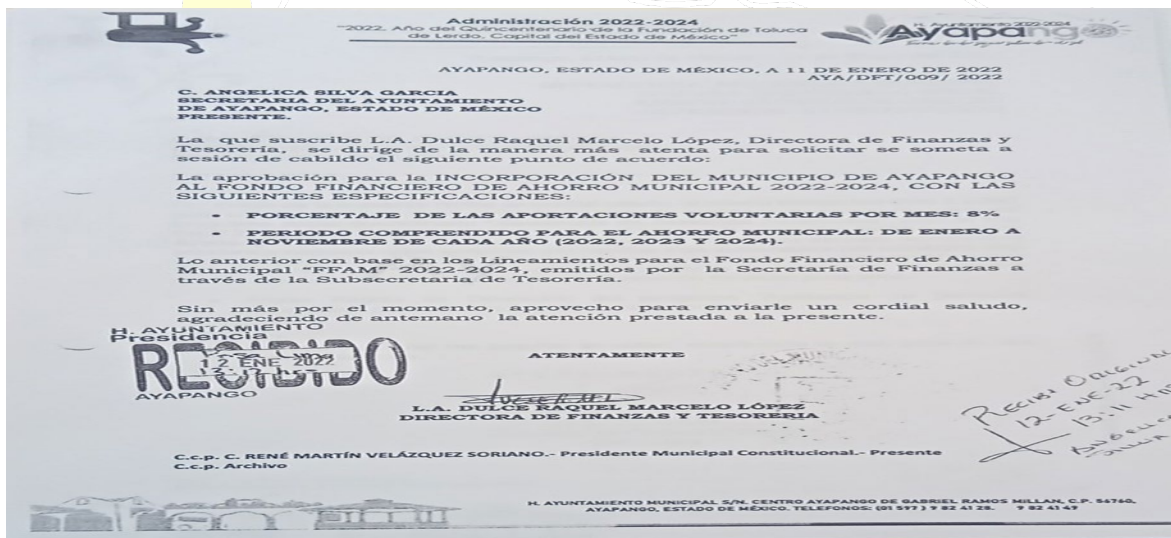 Administración 2022-2024
"2022. Año del Quincentenario de la Fundación de Toluca
de Lerdo, Capital del Estado de México"
H. Ayuntamiento 2022-2024
Ayapango
AYAPANGO, ESTADO DE MÉXICO, A 11 DE ENERO DE 2022
AYA/DFT/009/ 2022
C. ANGELICA SILVA GARCIA
SECRETARIA DEL AYUNTAMIENTO
DE AYAPANGO, ESTADO DE MÉXICO
PRESENTE.
La que suscribe L.A. Dulce Raquel Marcelo López, Directora de Finanzas y
Tesorería, se dirige de la manera más atenta para solicitar se someta a
sesión de cabildo el siguiente punto de acuerdo:
La aprobación para la INCORPORACIÓN DEL MUNICIPIO DE AYAPANGO
AL FONDO FINANCIERO DE AHORRO MUNICIPAL 2022-2024, CON LAS
SIGUIENTES ESPECIFICACIONES:
• PORCENTAJE DE LAS APORTACIONES VOLUNTARIAS POR MES: 8%
• PERIODO COMPRENDIDO PARA EL AHORRO MUNICIPAL: DE ENERO A
NOVIEMBRE DE CADA AÑO (2022, 2023 Y 2024).
Lo anterior con base en los Lineamientos para el Fondo Financiero de Ahorro
Municipal "FFAM" 2022-2024, emitidos por la Secretaría de Finanzas a
través de la Subsecretaria de Tesorería.
Sin más por el momento, aprovecho para enviarle un cordial saludo,
agradeciendo de antemano la atención prestada a la presente.
H. AYUNTAMIENTO
Presidencia
RECIBIDO
12 ENE 2022
AYAPANGO
ATENTAMENTE
L.A. DULCE RAQUEL MARCELO LÓPEZ
DIRECTORA DE FINANZAS Y TESORERIA
RECIBI ORIGINAL
12-ENE-22
13:11
C.c.p. C. RENÉ MARTÍN VELÁZQUEZ SORIANO.- Presidente Municipal Constitucional.- Presente
C.c.p. Archivo
H. AYUNTAMIENTO MUNICIPAL S/N. CENTRO AYAPANGO DE GABRIEL RAMOS MILLAN, C.P. 56760,
AYAPANGO, ESTADO DE MÉXICO. TELEFONOS: (01 597 ) 9 82 41 28. 9 82 41 49